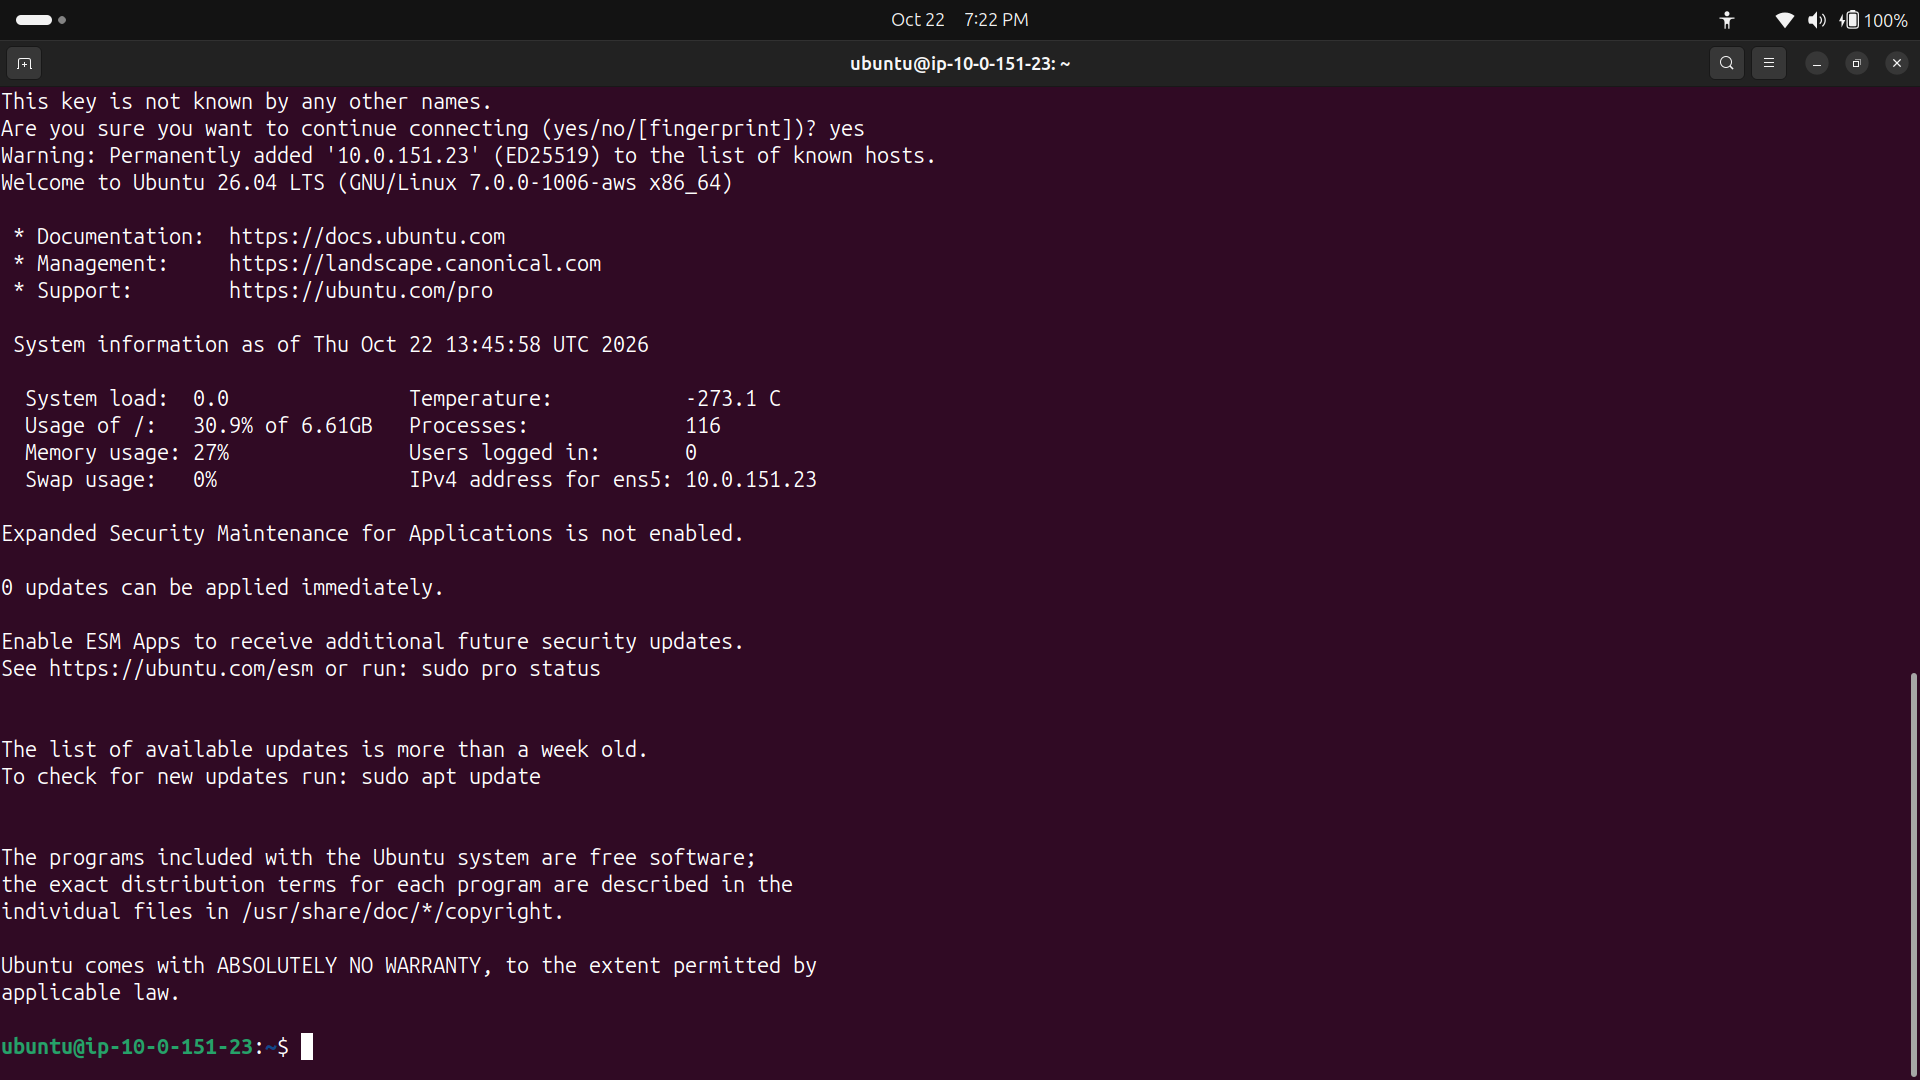 Oct 22 7:22 PM
100%
ubuntu@ip-10-0-151-23: ~
This key is not known by any other names.
Are you sure you want to continue connecting (yes/no/[fingerprint])? yes
Warning: Permanently added '10.0.151.23' (ED25519) to the list of known hosts.
Welcome to Ubuntu 26.04 LTS (GNU/Linux 7.0.0-1006-aws x86_64)
* Documentation: https://docs.ubuntu.com
* Management: https://landscape.canonical.com
* Support: https://ubuntu.com/pro
System information as of Thu Oct 22 13:45:58 UTC 2026
System load: 0.0 Temperature: -273.1 C
Usage of /: 30.9% of 6.61GB Processes: 116
Memory usage: 27% Users logged in: 0
Swap usage: 0% IPv4 address for ens5: 10.0.151.23
Expanded Security Maintenance for Applications is not enabled.
0 updates can be applied immediately.
Enable ESM Apps to receive additional future security updates.
See https://ubuntu.com/esm or run: sudo pro status
The list of available updates is more than a week old.
To check for new updates run: sudo apt update
The programs included with the Ubuntu system are free software;
the exact distribution terms for each program are described in the
individual files in /usr/share/doc/*/copyright.
Ubuntu comes with ABSOLUTELY NO WARRANTY, to the extent permitted by
applicable law.
ubuntu@ip-10-0-151-23:~$